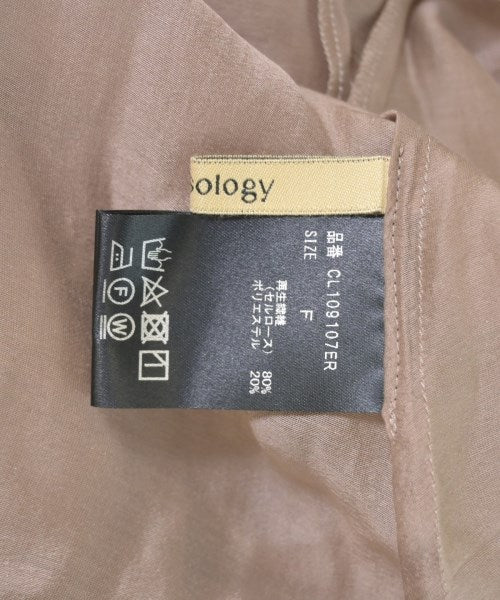 ology
品番 CL109107ER
SIZE F
再生繊維
(セルロース) 80%
ポリエステル 20%
F
W